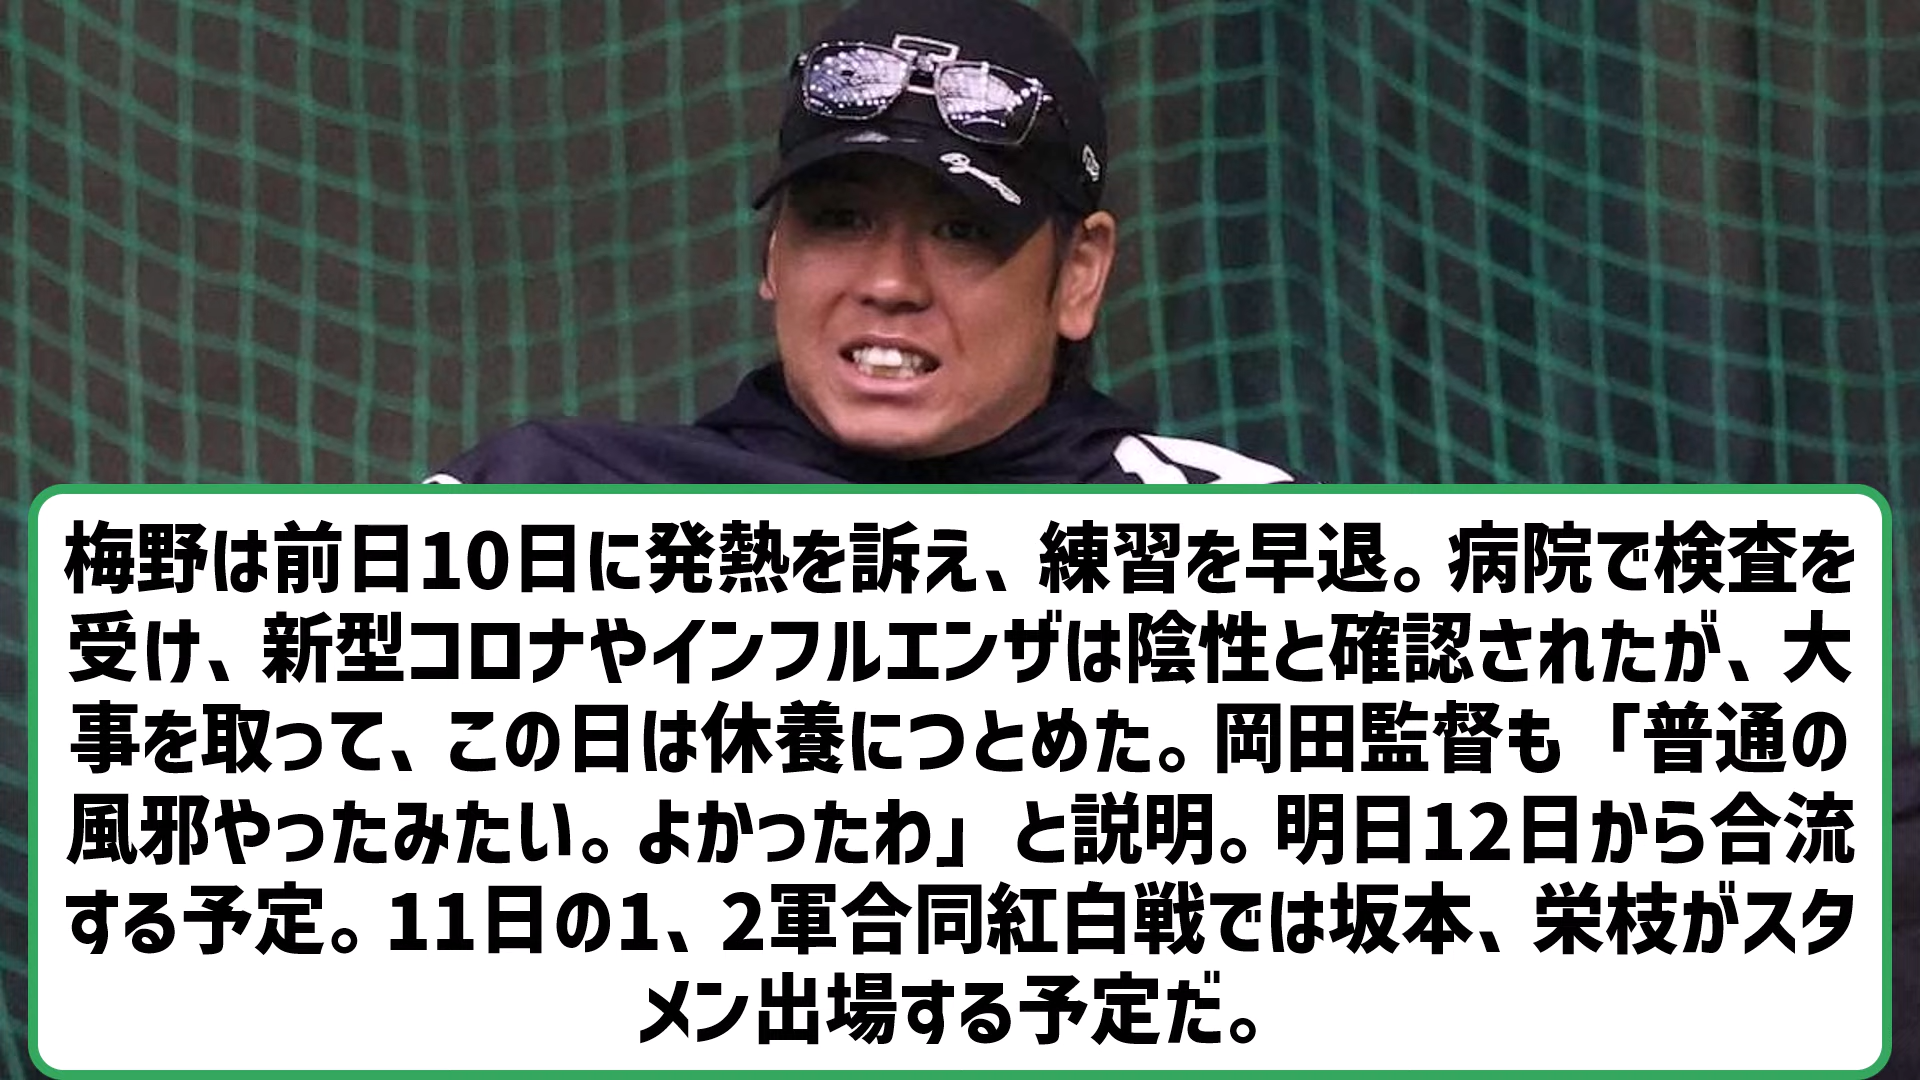 梅野は前日10日に発熱を訴え、練習を早退。病院で検査を
受け、新型コロナやインフルエンザは陰性と確認されたが、大
事を取って、この日は休養につとめた。岡田監督も「普通の
風邪やったみたい。よかったわ」と説明。明日12日から合流
する予定。11日の1、2軍合同紅白戦では坂本、栄枝がスタ
メン出場する予定だ。